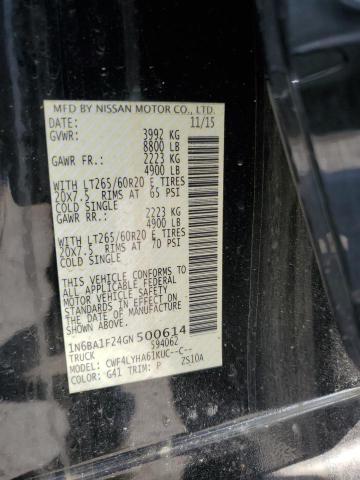 MFD BY NISSAN MOTOR CO., LTD.
DATE: 11/15
GVWR: 3992 KG
8800 LB
GAWR FR.: 2223 KG
4900 LB
WITH LT265/60R20 E TIRES
20X7.5, RIMS AT 65 PSI
COLD SINGLE
GAWR RR.: 2223 KG
4900 LB
WITH LT265/60R20 E TIRES
20X7.5, RIMS AT 70 PSI
COLD SINGLE
THIS VEHICLE CONFORMS TO
ALL APPLICABLE FEDERAL
MOTOR VEHICLE SAFETY
STANDARDS IN EFFECT ON
THE DATE OF MANUFACTURE
SHOWN ABOVE.
1N6BA1F24GN500614
TRUCK 594062
MODEL: CWF4LYHA61KUC--C--
COLOR: G41 TRIM: P ZS10A